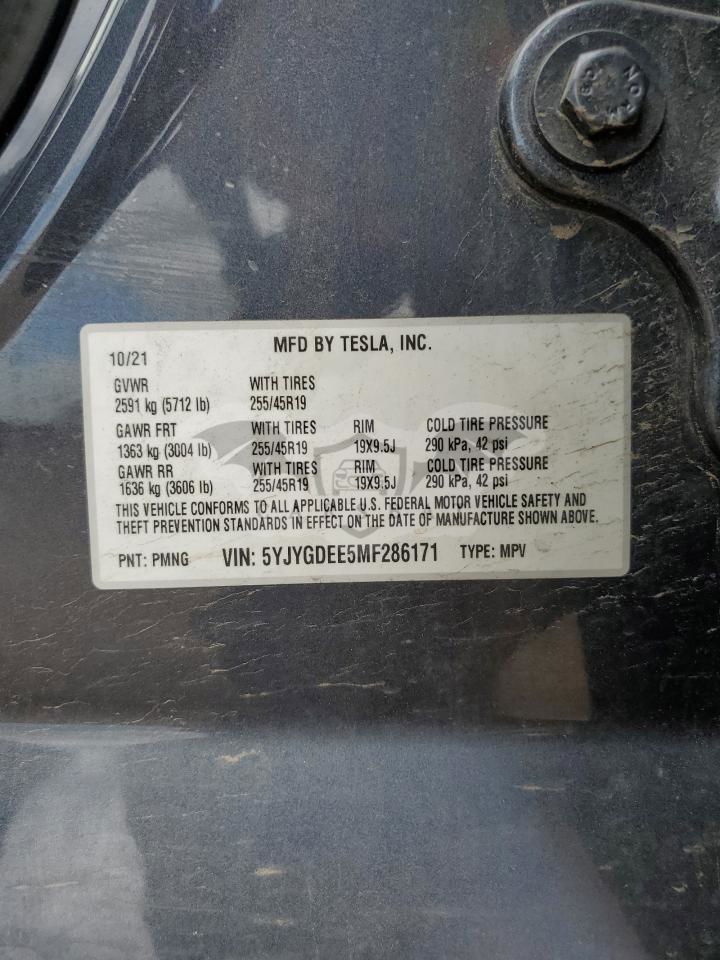 NORM 60
MFD BY TESLA, INC.
10/21
GVWR WITH TIRES
2591 kg (5712 lb) 255/45R19
GAWR FRT WITH TIRES RIM COLD TIRE PRESSURE
1363 kg (3004 lb) 255/45R19 19X9.5J 290 kPa, 42 psi
GAWR RR WITH TIRES RIM COLD TIRE PRESSURE
1636 kg (3606 lb) 255/45R19 19X9.5J 290 kPa, 42 psi
THIS VEHICLE CONFORMS TO ALL APPLICABLE U.S. FEDERAL MOTOR VEHICLE SAFETY AND
THEFT PREVENTION STANDARDS IN EFFECT ON THE DATE OF MANUFACTURE SHOWN ABOVE.
PNT: PMNG VIN: 5YJYGDEE5MF286171 TYPE: MPV